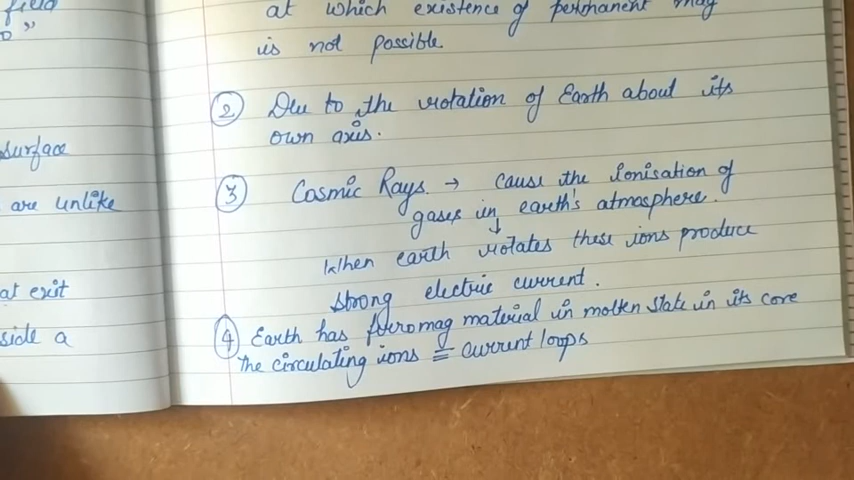 field
D"
surface
are unlike
at exit
side a
at which existence of permanent mag
is not possible.
② Due to the rotation of Earth about its
own axis.
③ Cosmic Rays. → cause the Ionisation of
gases in earth's atmosphere.
↓
When earth rotates these ions produce
strong electric current.
④ Earth has ferromag material in molten state in its core
the circulating ions = current loops